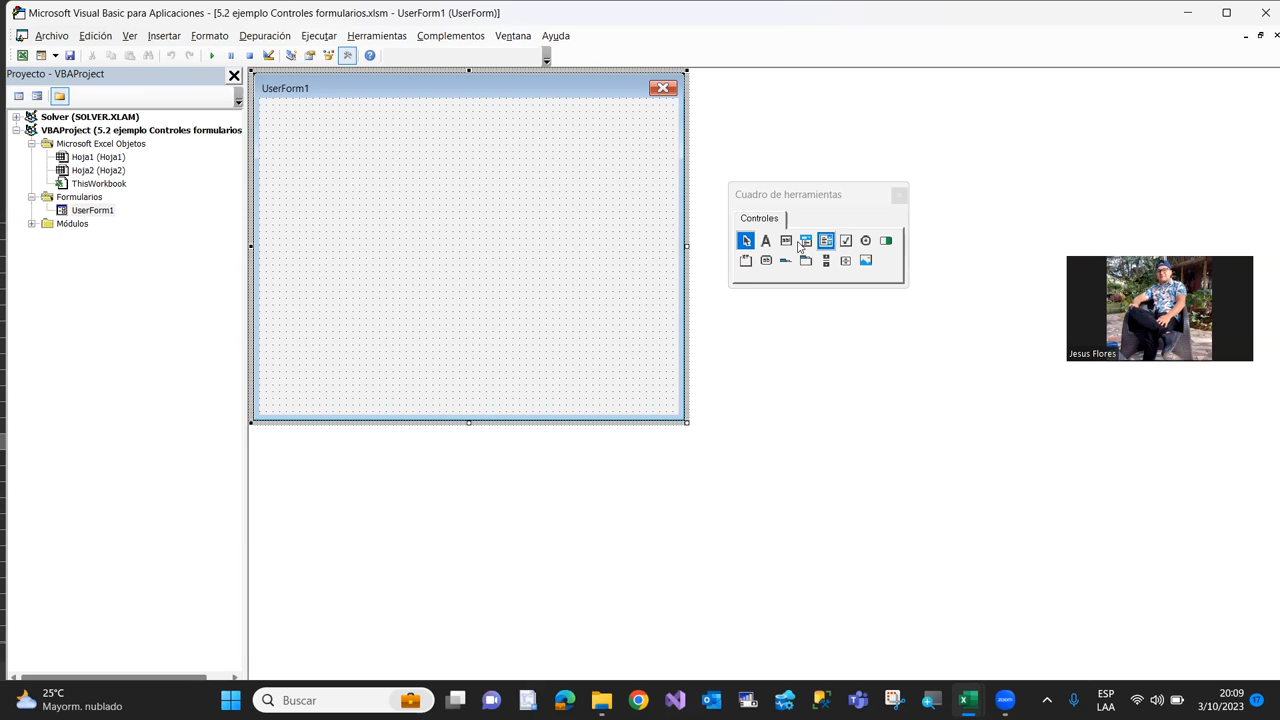 Microsoft Visual Basic para Aplicaciones - [5.2 ejemplo Controles formularios.xlsm - UserForm1 (UserForm)]
Archivo Edición Ver Insertar Formato Depuración Ejecutar Herramientas Complementos Ventana Ayuda
Proyecto - VBAProject
Solver (SOLVER.XLAM)
VBAProject (5.2 ejemplo Controles formularios
Microsoft Excel Objetos
Hoja1 (Hoja1)
Hoja2 (Hoja2)
ThisWorkbook
Formularios
UserForm1
Módulos
UserForm1
Cuadro de herramientas
Controles
A
Jesus Flores
25°C
Mayorm. nublado
Buscar
ESP
LAA
20:09
3/10/2023